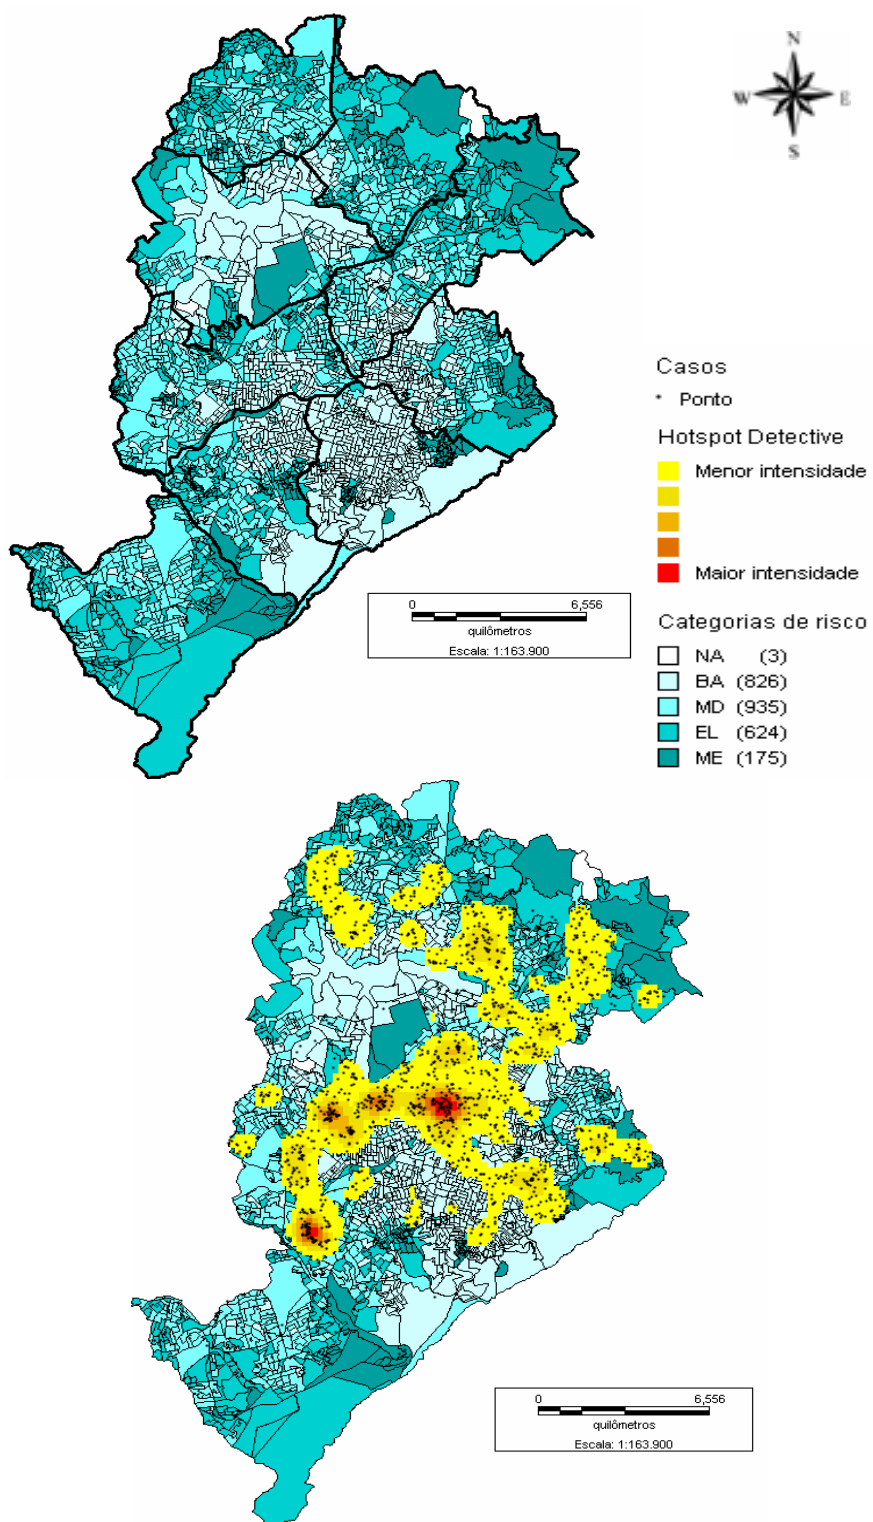 N
W E
S
Casos
Ponto
Hotspot Detective
Menor intensidade
Maior intensidade
0 6,556
quilômetros
Escala: 1:163.900
Categorias de risco
NA (3)
BA (826)
MD (935)
EL (624)
ME (175)
0 6,556
quilômetros
Escala: 1:163.900